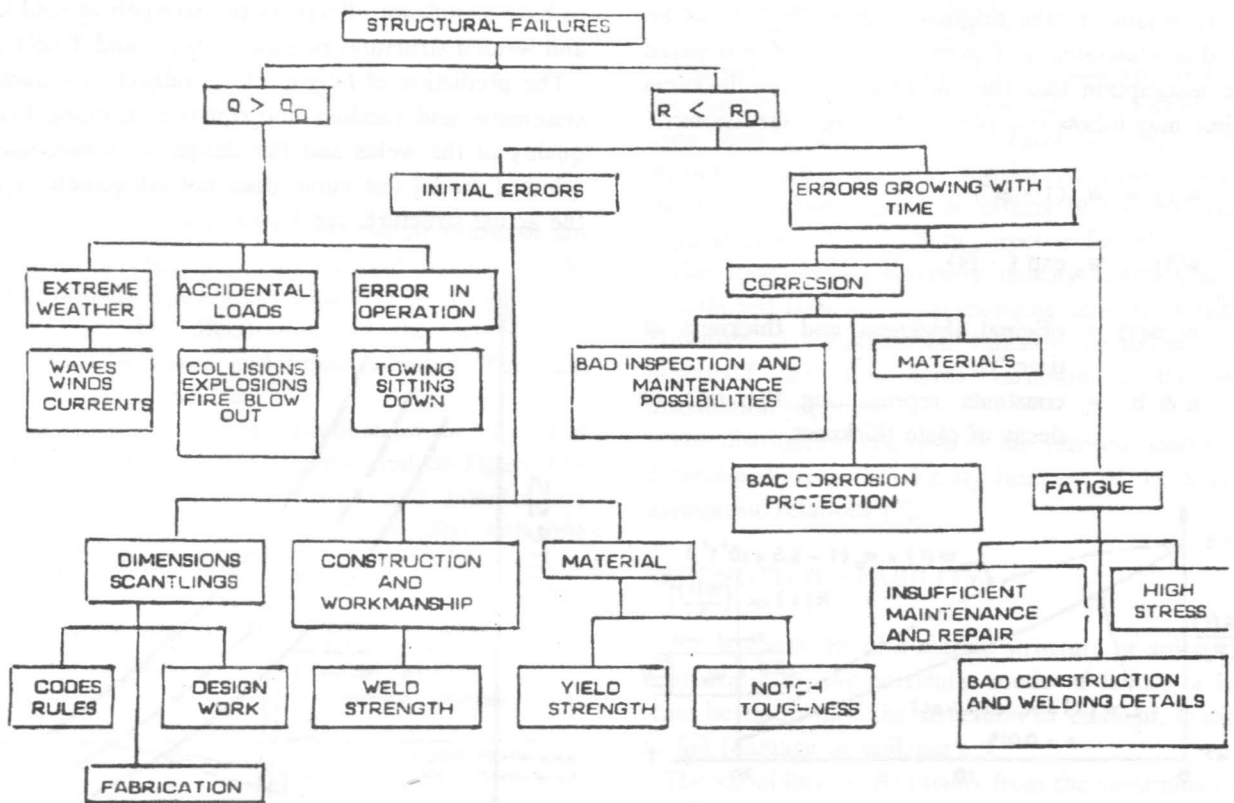 STRUCTURAL FAILURES
Q > Q_D
R < R_D
INITIAL ERRORS
ERRORS GROWING WITH
TIME
EXTREME
WEATHER
ACCIDENTAL
LOADS
ERROR IN
OPERATION
CORROSION
WAVES
WINDS
CURRENTS
COLLISIONS
EXPLOSIONS
FIRE BLOW
OUT
TOWING
SITTING
DOWN
BAD INSPECTION AND
MAINTENANCE
POSSIBILITIES
MATERIALS
BAD CORROSION
PROTECTION
FATIGUE
DIMENSIONS
SCANTLINGS
CONSTRUCTION
AND
WORKMANSHIP
MATERIAL
INSUFFICIENT
MAINTENANCE
AND REPAIR
HIGH
STRESS
CODES
RULES
DESIGN
WORK
WELD
STRENGTH
YIELD
STRENGTH
NOTCH
TOUGHNESS
BAD CONSTRUCTION
AND WELDING DETAILS
FABRICATION